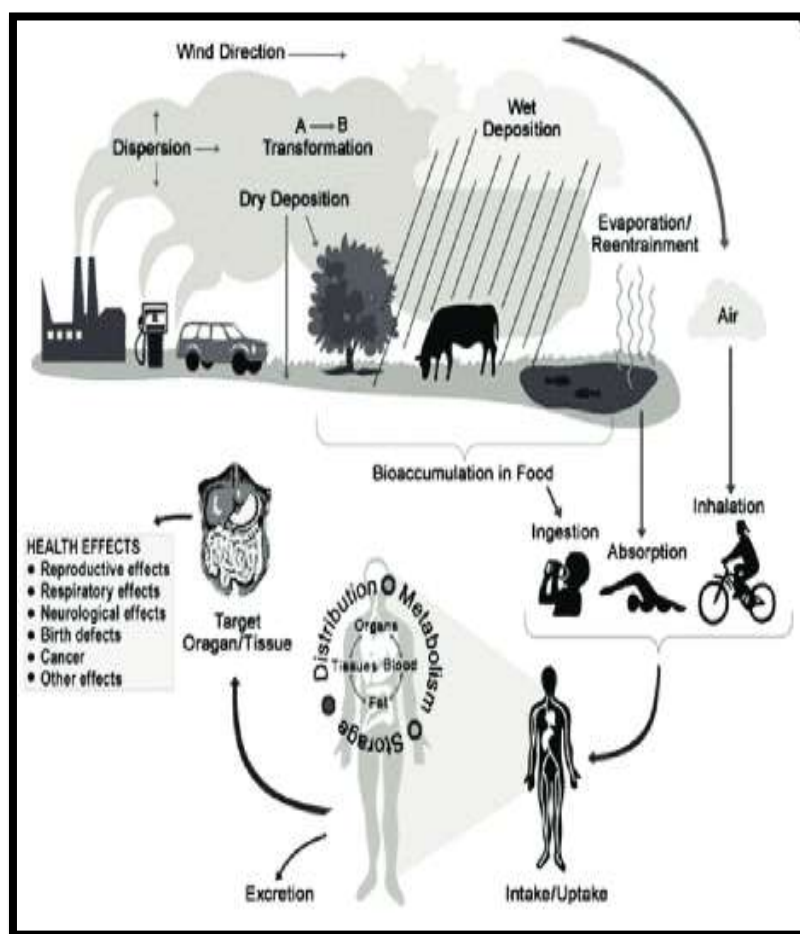 Wind Direction
Wet
Deposition
A → B
Dispersion
Transformation
Dry Deposition
Evaporation/
Reentrainment
Air
Bioaccumulation in Food
Inhalation
Ingestion
Absorption
HEALTH EFFECTS
• Reproductive effects
• Respiratory effects
• Neurological effects
• Birth defects
• Cancer
• Other effects
Target
Oragan/Tissue
Distribution
Metabolism
Storage
Organs
Tissues Blood
Fat
Excretion
Intake/Uptake